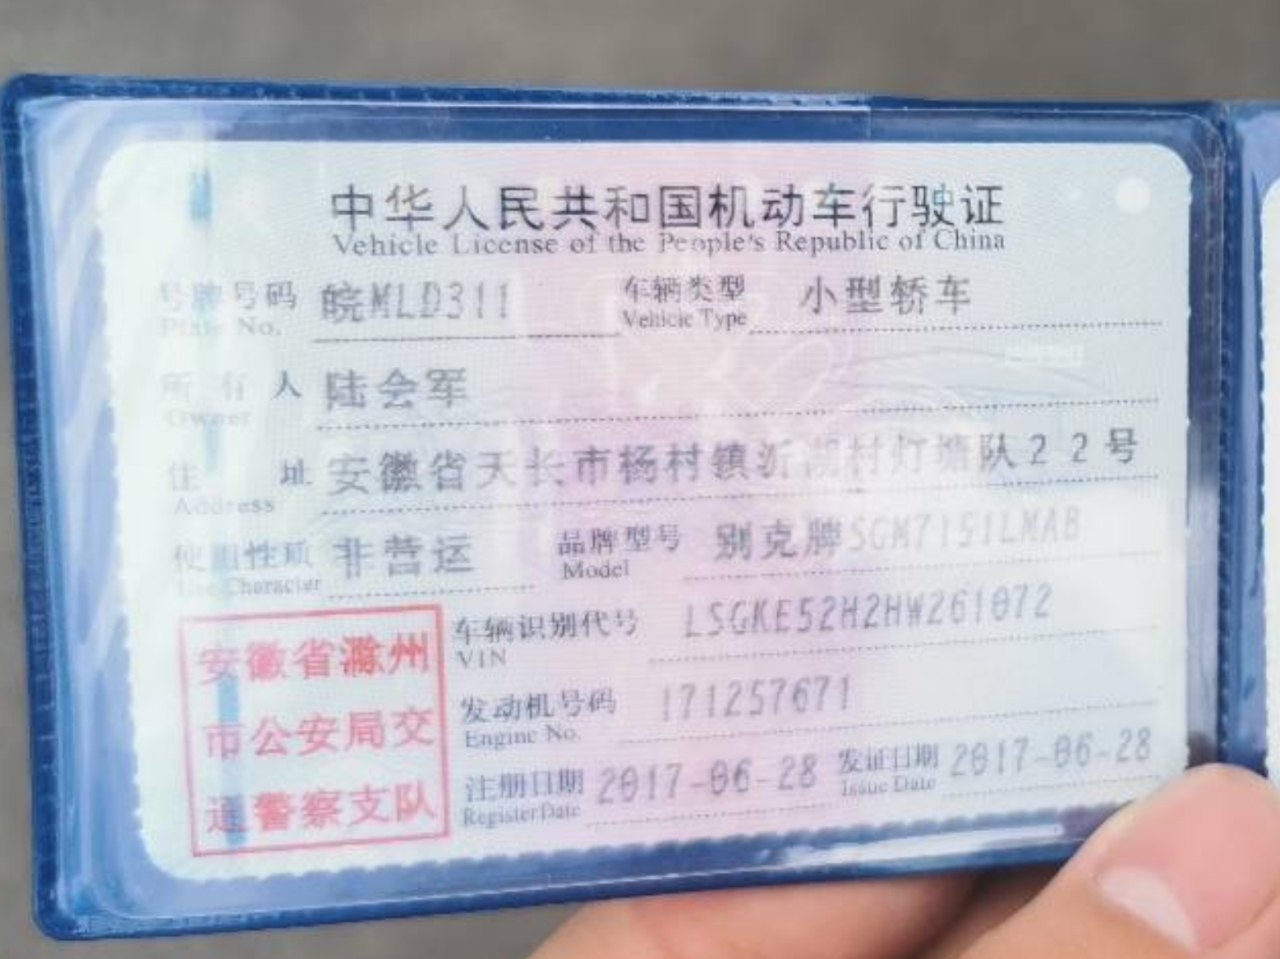 中华人民共和国机动车行驶证
Vehicle License of the People's Republic of China
号牌号码 皖MLD311 车辆类型 小型轿车
Plate No. Vehicle Type
所有人 陆会军
Owner
住址 安徽省天长市杨村镇沂湖村灯塘队22号
Address
使用性质 非营运 品牌型号 别克牌SGM7151LMAB
Use Character Model
车辆识别代号 LSGKE52H2HW261072
VIN
发动机号码 171257671
Engine No.
注册日期 2017-06-28 发证日期 2017-06-28
Register Date Issue Date
安徽省滁州
市公安局交
通警察支队